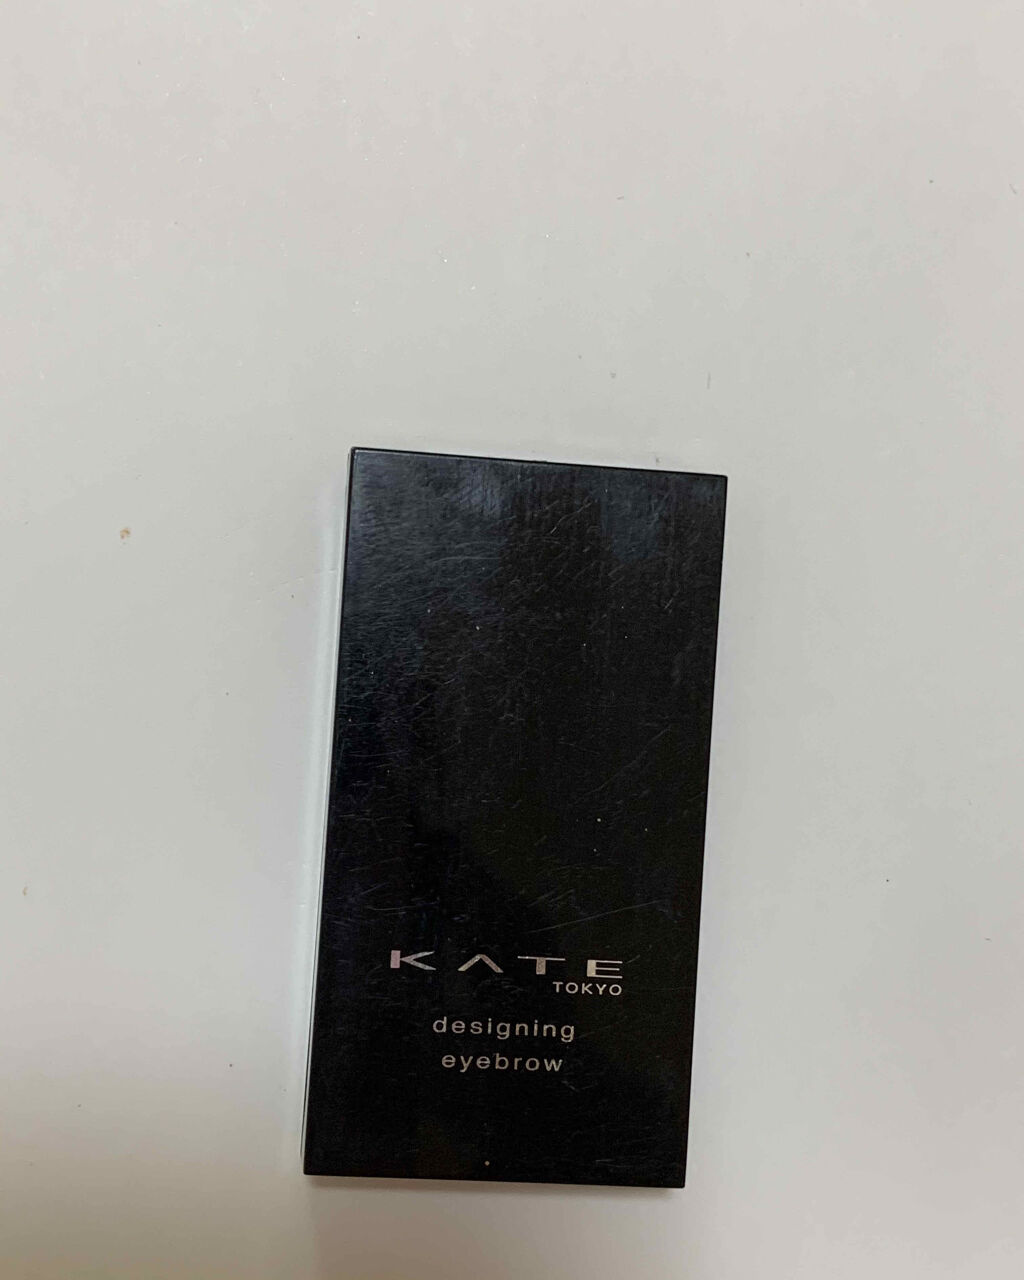 KATE
TOKYO
designing
eyebrow